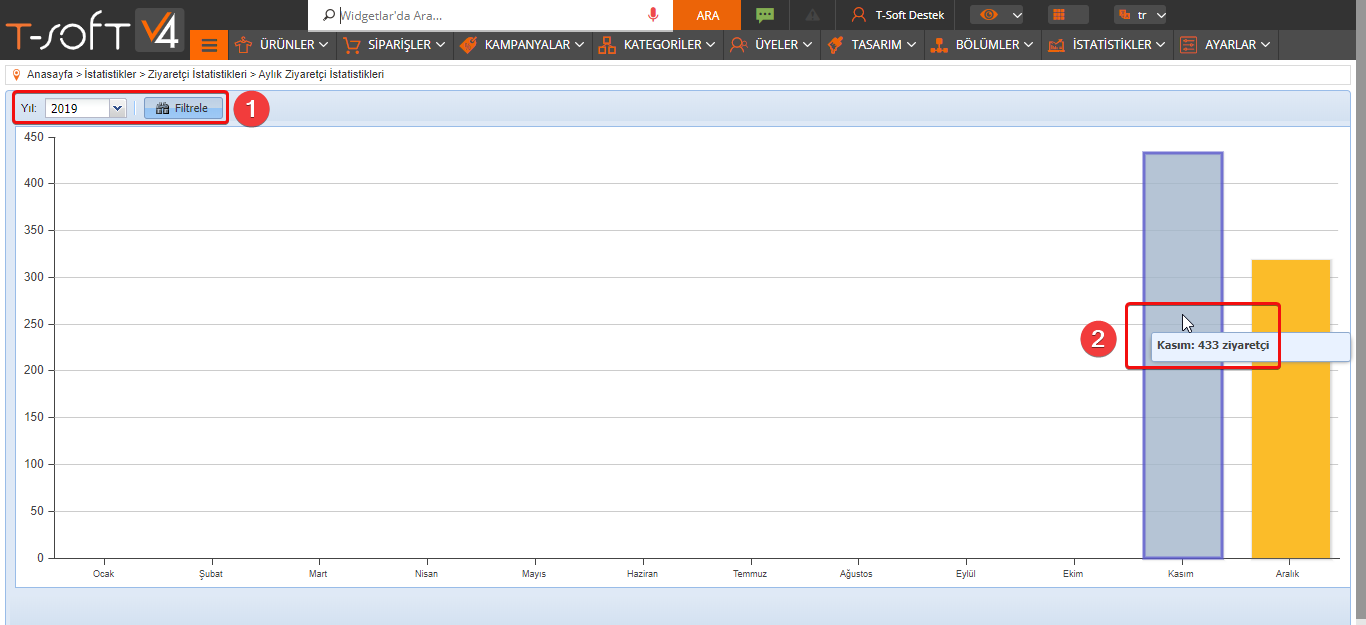 T-SOFT V4
Widgetlar'da Ara...
ARA
T-Soft Destek
tr
ÜRÜNLER
SİPARİŞLER
KAMPANYALAR
KATEGORİLER
ÜYELER
TASARIM
BÖLÜMLER
İSTATİSTİKLER
AYARLAR
Anasayfa > İstatistikler > Ziyaretçi İstatistikleri > Aylık Ziyaretçi İstatistikleri
Yıl: 2019 Filtrele 1
450
400
350
300
250
200
150
100
50
0
2
Kasım: 433 ziyaretçi
Ocak Şubat Mart Nisan Mayıs Haziran Temmuz Ağustos Eylül Ekim Kasım Aralık